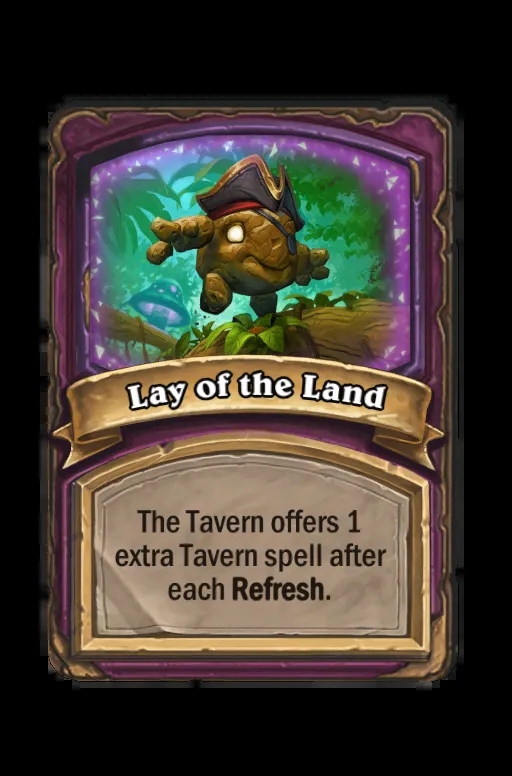 Lay of the Land
The Tavern offers 1
extra Tavern spell after
each Refresh.